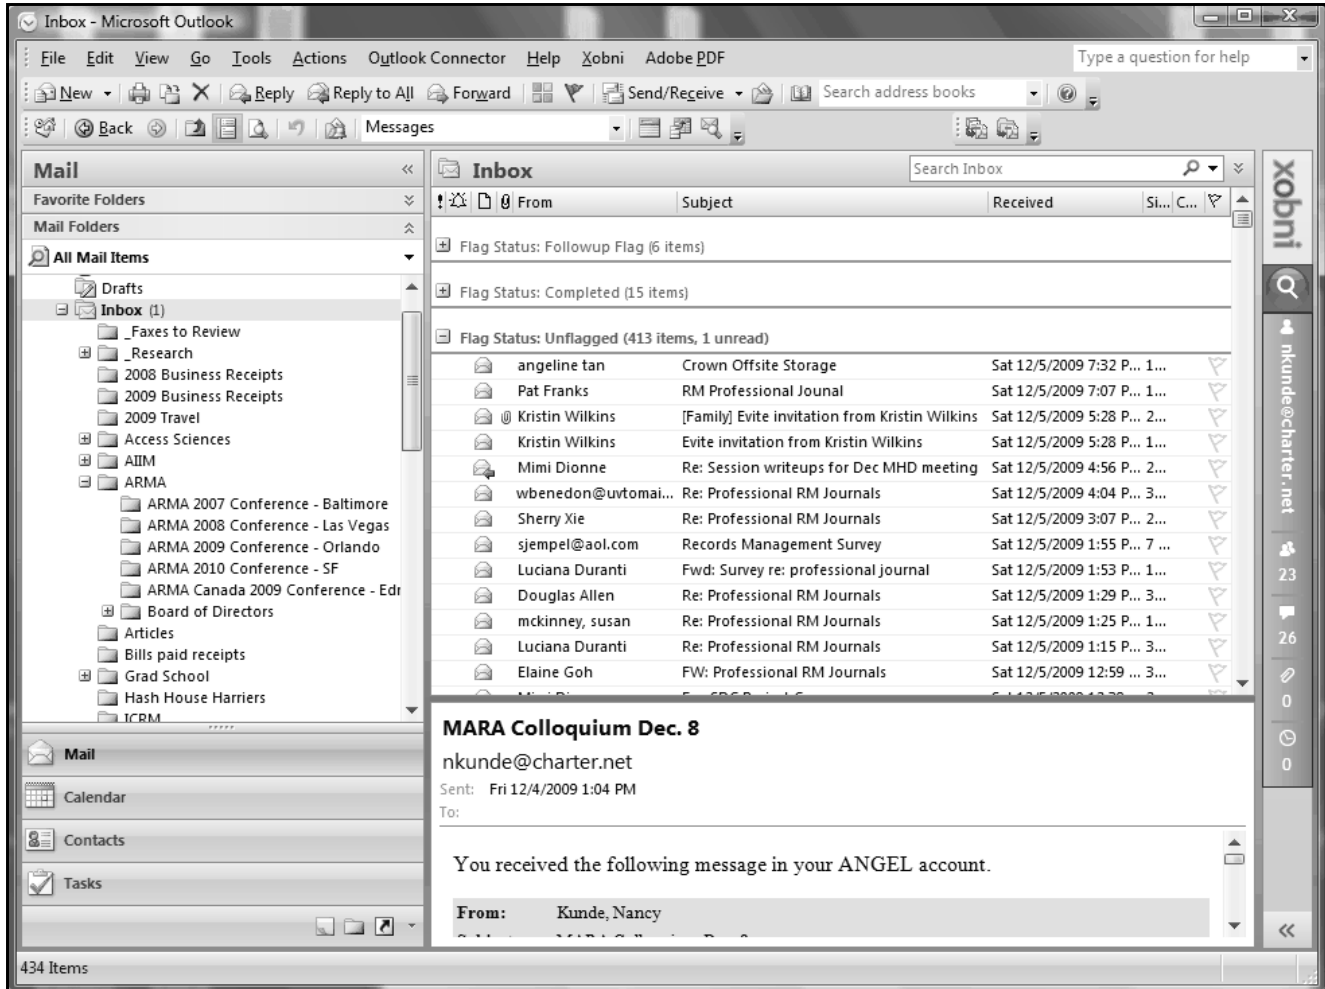 Inbox - Microsoft Outlook
File Edit View Go Tools Actions Outlook Connector Help Xobni Adobe PDF Type a question for help
New Reply Reply to All Forward Send/Receive Search address books
Back Messages
Mail
Favorite Folders
Mail Folders
All Mail Items
Drafts
Inbox (1)
_Faxes to Review
_Research
2008 Business Receipts
2009 Business Receipts
2009 Travel
Access Sciences
AIIM
ARMA
ARMA 2007 Conference - Baltimore
ARMA 2008 Conference - Las Vegas
ARMA 2009 Conference - Orlando
ARMA 2010 Conference - SF
ARMA Canada 2009 Conference - Edr
Board of Directors
Articles
Bills paid receipts
Grad School
Hash House Harriers
ICRM
Mail
Calendar
Contacts
Tasks
Inbox Search Inbox
From Subject Received Si... C...
Flag Status: Followup Flag (6 items)
Flag Status: Completed (15 items)
Flag Status: Unflagged (413 items, 1 unread)
angeline tan Crown Offsite Storage Sat 12/5/2009 7:32 P... 1...
Pat Franks RM Professional Jounal Sat 12/5/2009 7:07 P... 1...
Kristin Wilkins [Family] Evite invitation from Kristin Wilkins Sat 12/5/2009 5:28 P... 2...
Kristin Wilkins Evite invitation from Kristin Wilkins Sat 12/5/2009 5:28 P... 1...
Mimi Dionne Re: Session writeups for Dec MHD meeting Sat 12/5/2009 4:56 P... 2...
wbenedon@uvtomai... Re: Professional RM Journals Sat 12/5/2009 4:04 P... 3...
Sherry Xie Re: Professional RM Journals Sat 12/5/2009 3:07 P... 2...
sjempel@aol.com Records Management Survey Sat 12/5/2009 1:55 P... 7 ...
Luciana Duranti Fwd: Survey re: professional journal Sat 12/5/2009 1:53 P... 1...
Douglas Allen Re: Professional RM Journals Sat 12/5/2009 1:29 P... 3...
mckinney, susan Re: Professional RM Journals Sat 12/5/2009 1:25 P... 1...
Luciana Duranti Re: Professional RM Journals Sat 12/5/2009 1:15 P... 3...
Elaine Goh FW: Professional RM Journals Sat 12/5/2009 12:59 ... 3...
MARA Colloquium Dec. 8
nkunde@charter.net
Sent: Fri 12/4/2009 1:04 PM
To:
You received the following message in your ANGEL account.
From: Kunde, Nancy
xobni
nkunde@charter.net
23
26
0
0
434 Items